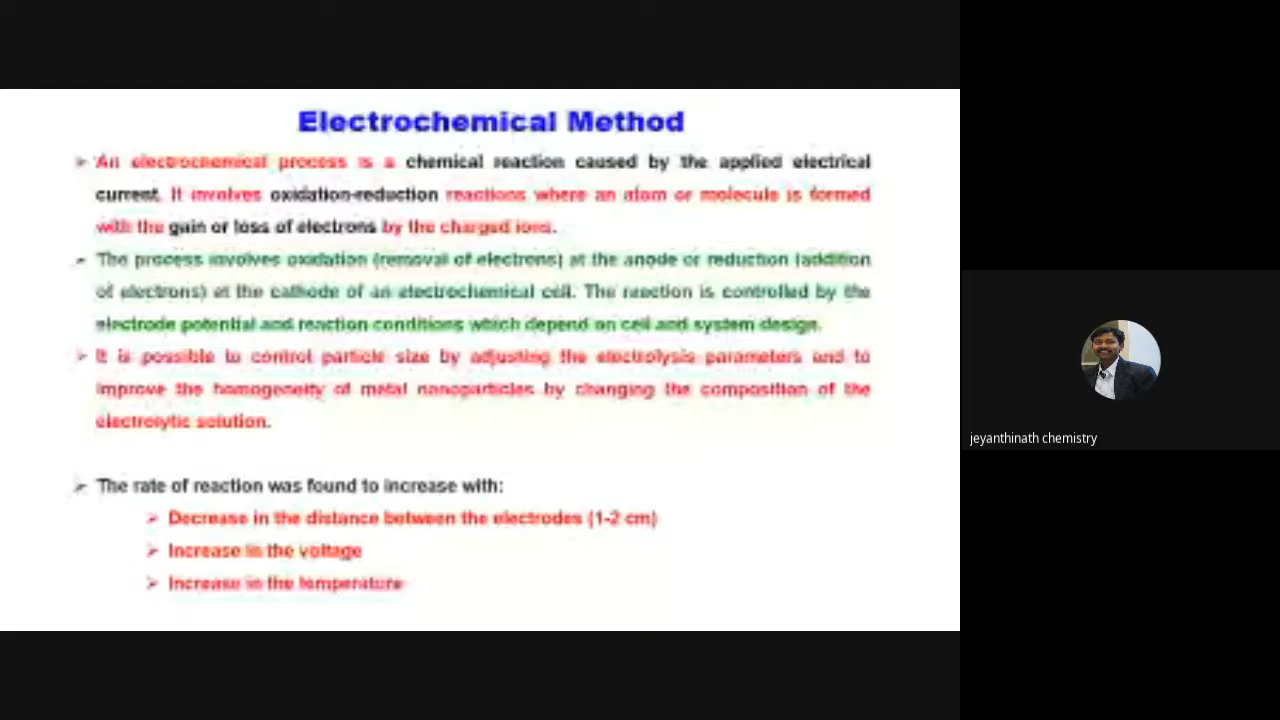 Electrochemical Method
➢ An electrochemical process is a chemical reaction caused by the applied electrical
current. It involves oxidation-reduction reactions where an atom or molecule is formed
with the gain or loss of electrons by the charged ions.
➢ The process involves oxidation (removal of electrons) at the anode or reduction (addition
of electrons) at the cathode of an electrochemical cell. The reaction is controlled by the
electrode potential and reaction conditions which depend on cell and system design.
➢ It is possible to control particle size by adjusting the electrolysis parameters and to
improve the homogeneity of metal nanoparticles by changing the composition of the
electrolytic solution.
➢ The rate of reaction was found to increase with:
➢ Decrease in the distance between the electrodes (1-2 cm)
➢ Increase in the voltage
➢ Increase in the temperature
jeyanthinath chemistry